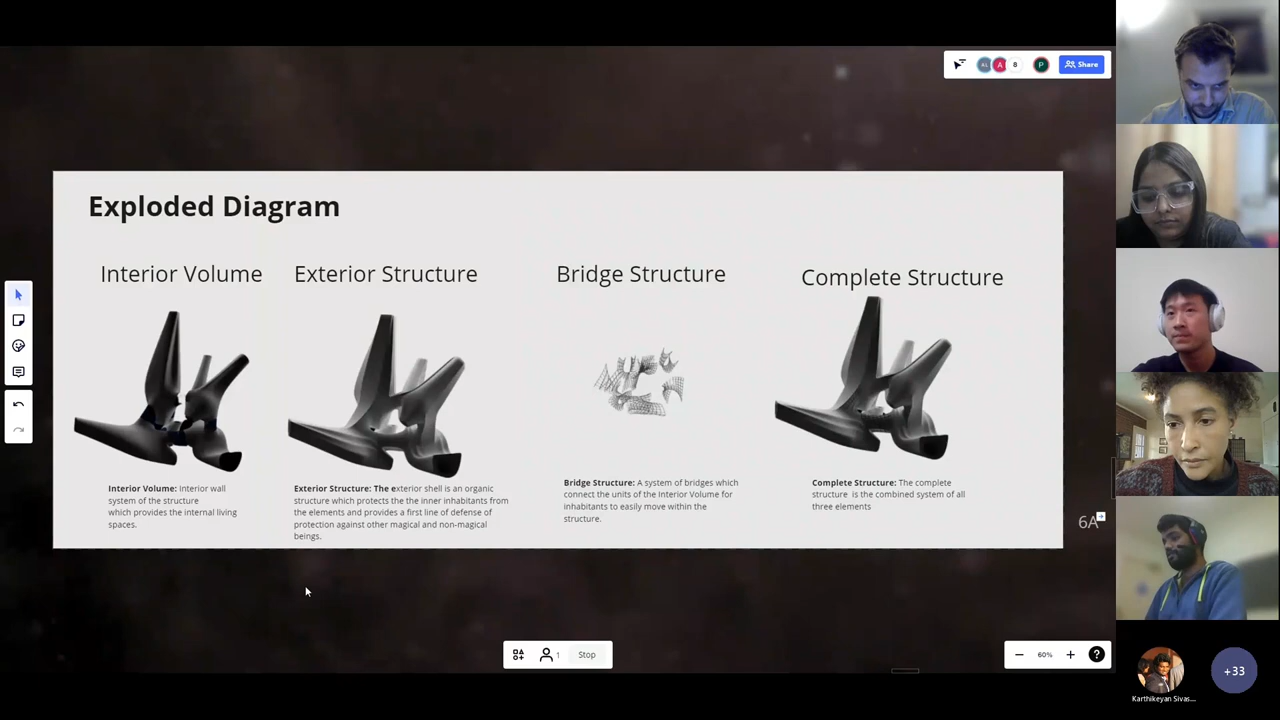 AL
A
8
P
Share
Exploded Diagram
Interior Volume
Exterior Structure
Bridge Structure
Complete Structure
Interior Volume: Interior wall
system of the structure
which provides the internal living
spaces.
Exterior Structure: The exterior shell is an organic
structure which protects the the inner inhabitants from
the elements and provides a first line of defense of
protection against other magical and non-magical
beings.
Bridge Structure: A system of bridges which
connect the units of the Interior Volume for
inhabitants to easily move within the
structure.
Complete Structure: The complete
structure is the combined system of all
three elements
6A
1
Stop
60%
?
Karthikeyan Sivas...
+33